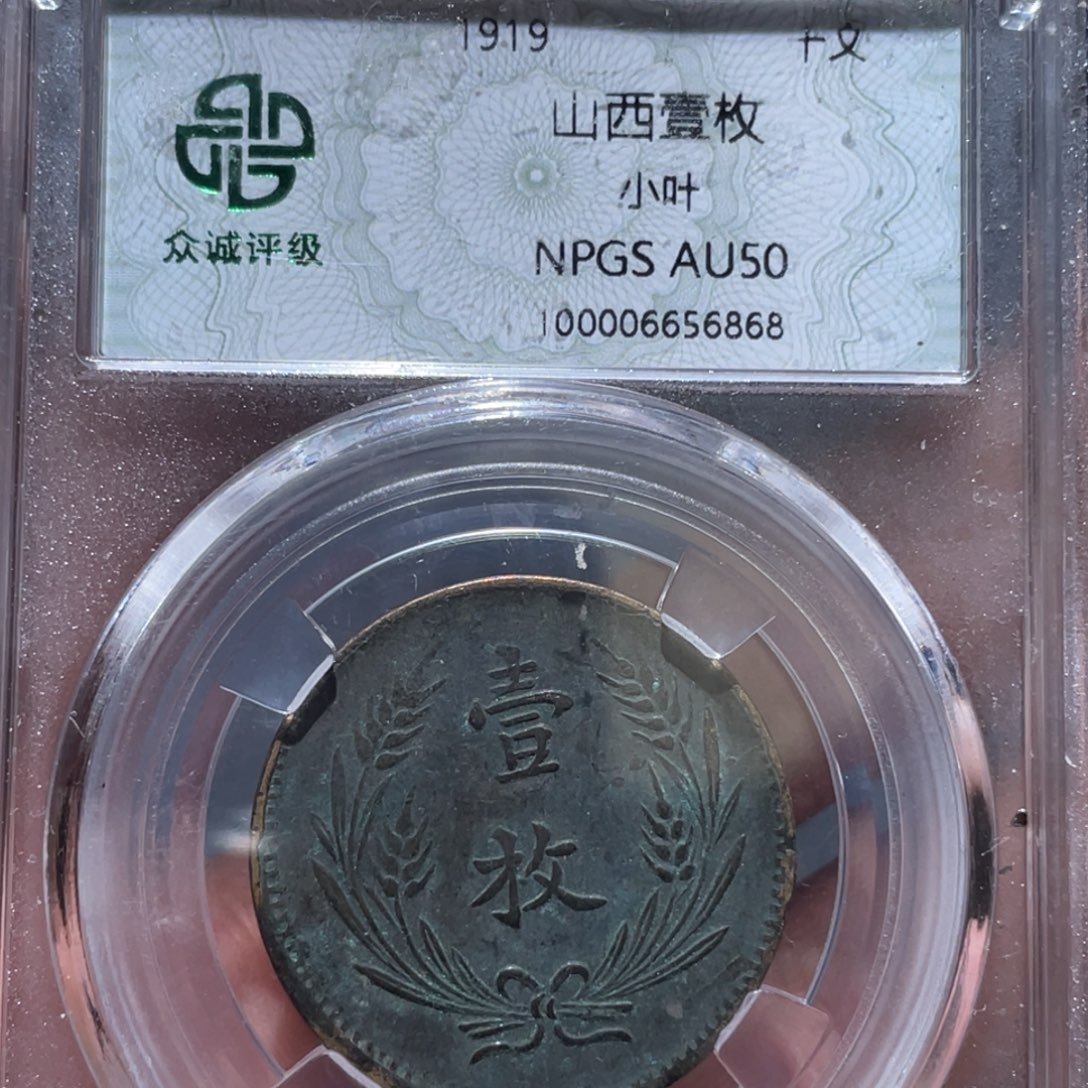 1919 十文
山西壹枚
小叶
NPGS AU50
100006656868
众诚评级
壹
枚